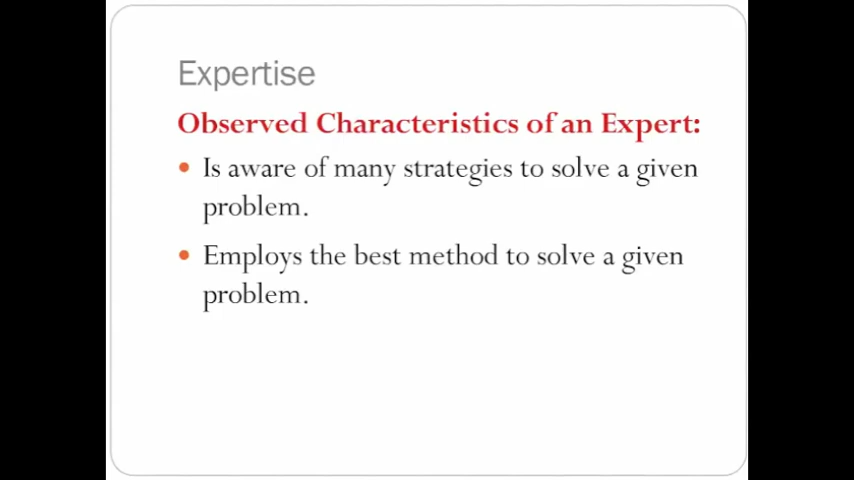 Expertise
Observed Characteristics of an Expert:
• Is aware of many strategies to solve a given
problem.
• Employs the best method to solve a given
problem.